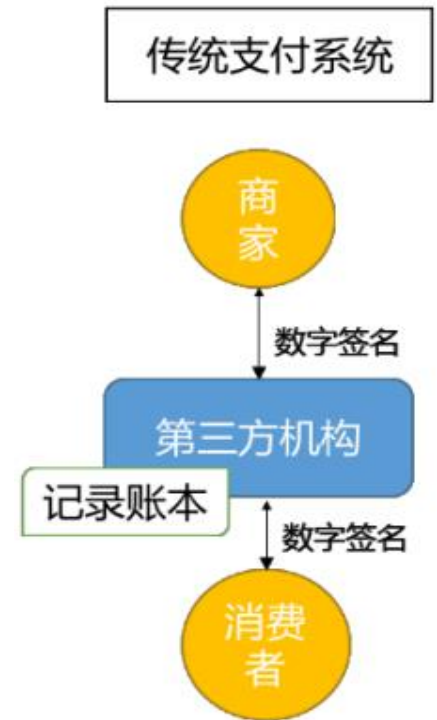 传统支付系统
商
家
数字签名
第三方机构
记录账本
数字签名
消费
者